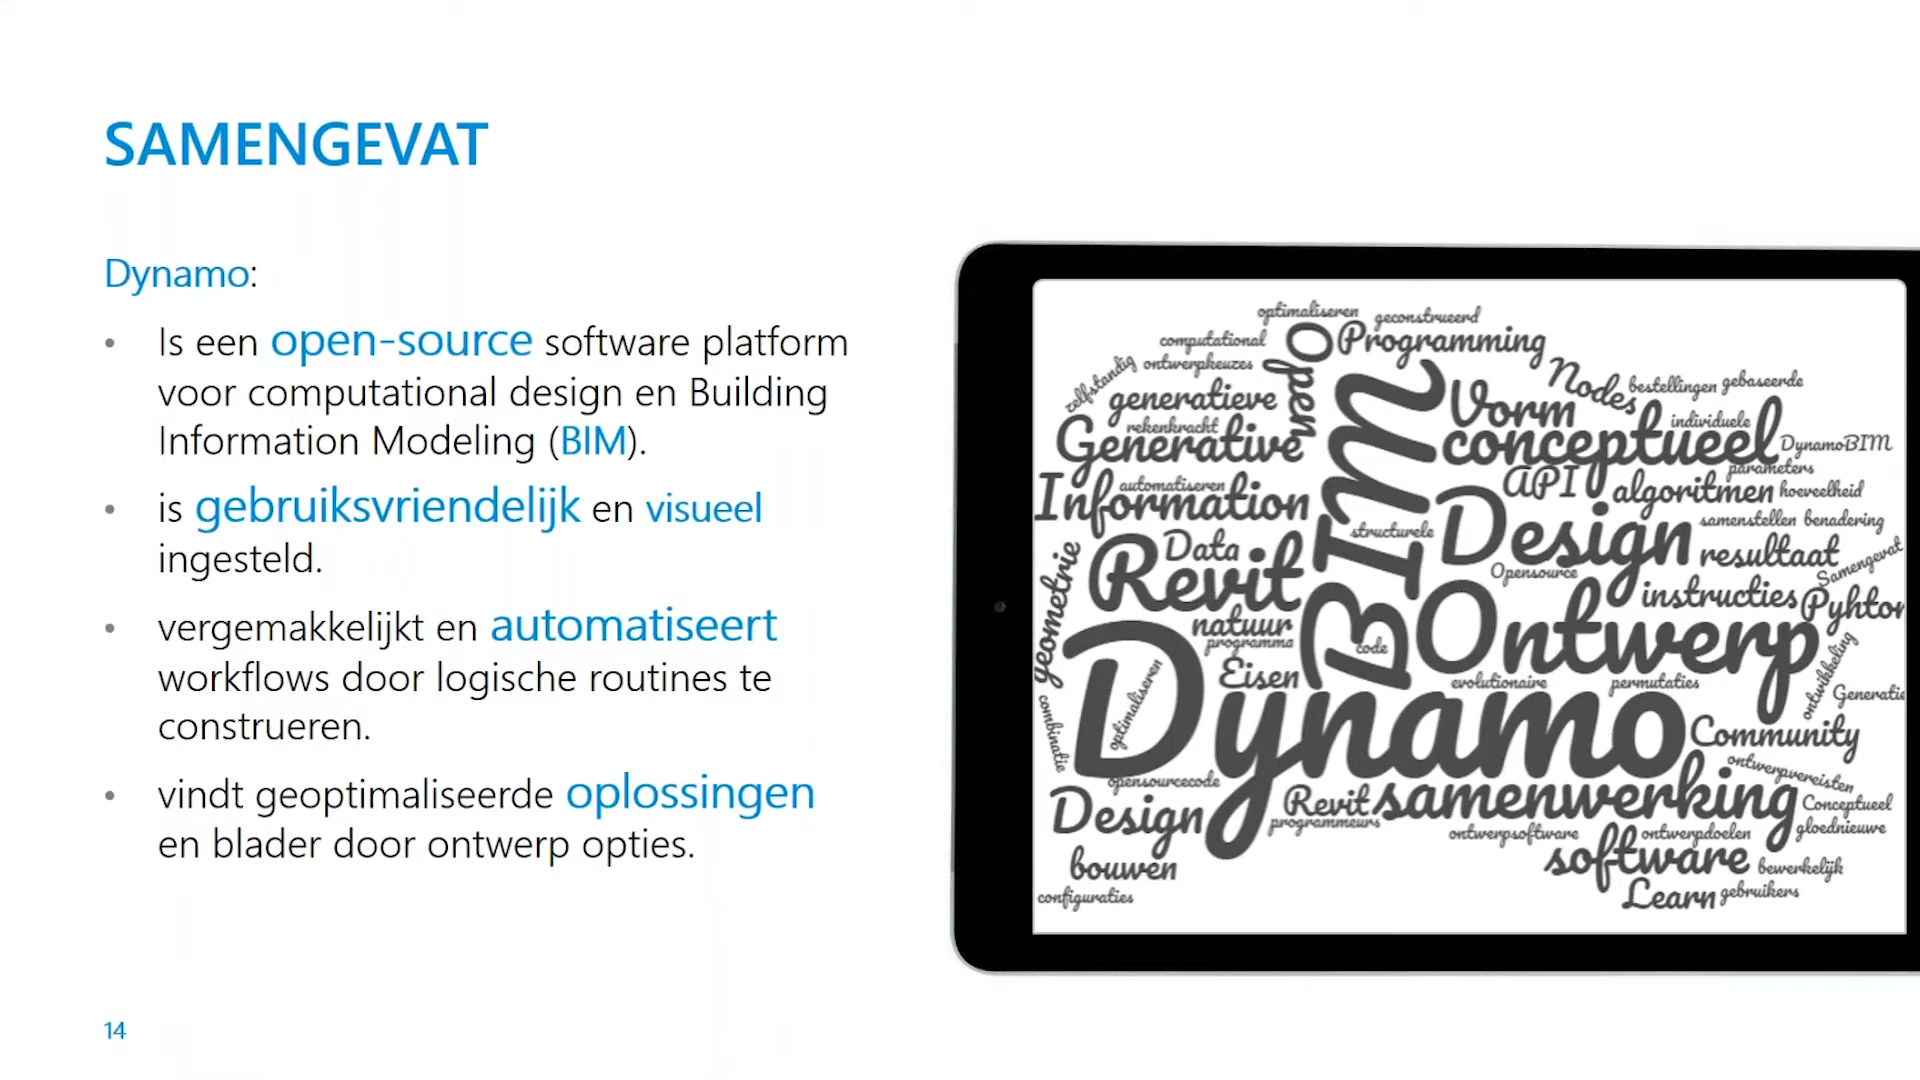 SAMENGEVAT
Dynamo:
• Is een open-source software platform
voor computational design en Building
Information Modeling (BIM).
• is gebruiksvriendelijk en visueel
ingesteld.
• vergemakkelijkt en automatiseert
workflows door logische routines te
construeren.
• vindt geoptimaliseerde oplossingen
en blader door ontwerp opties.
14
optimaliseren
geconstrueerd
computational
Open
Programming
zelfstandig
ontwerpkeuzes
Nodes
bestellingen
gebaseerde
generatieve
BIM
Vorm
rekenkracht
individuele
Generative
conceptueel
DynamoBIM
parameters
automatiseren
API
algoritmen
hoeveelheid
Information
structurele
Design
samenstellen
benadering
Data
resultaat
Samengevat
Revit
Opensource
geometrie
instructies
Pyhton
natuur
Ontwerp
programma
code
Eisen
evolutionaire
permutaties
ontwikkeling
Generatie
optimaliseren
combinatie
Dynamo
Community
opensourcecode
ontwerpvereisten
Design
Revit
samenwerking
Conceptueel
programmeurs
ontwerpsoftware
ontwerpdoelen
gloednieuwe
bouwen
software
bewerkelijk
configuraties
Learn
gebruikers